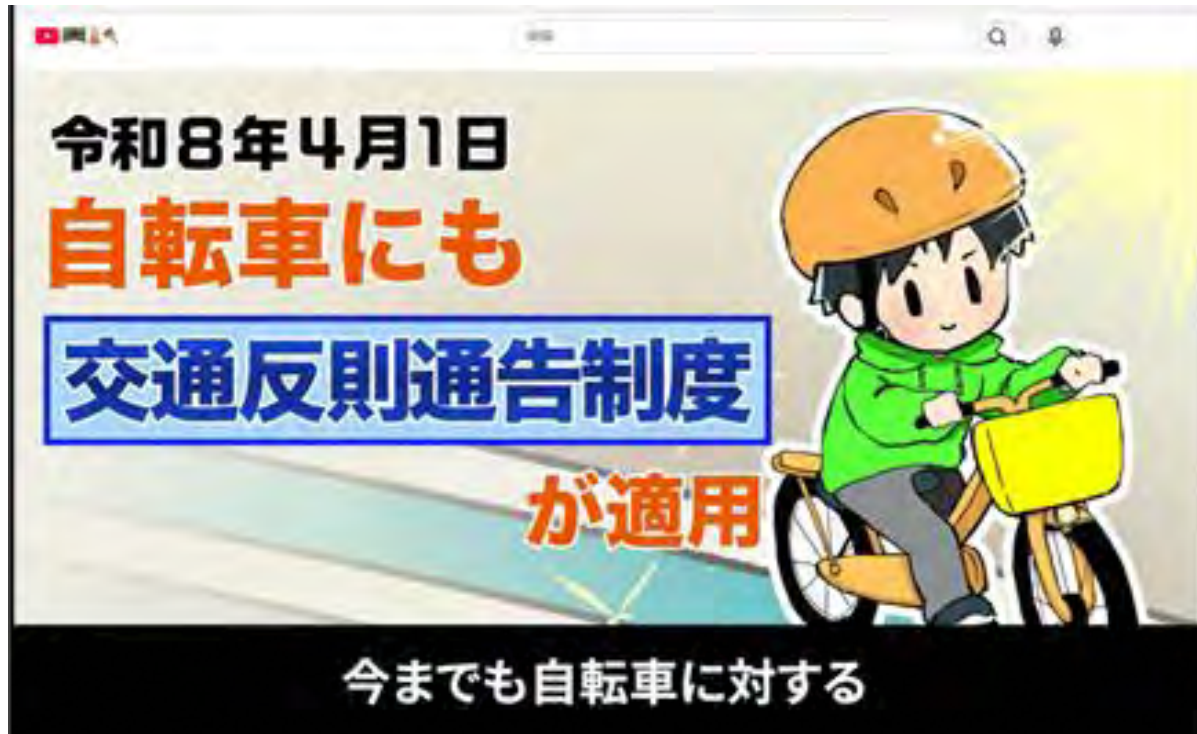 令和8年4月1日
自転車にも
交通反則通告制度
が適用
今までも自転車に対する